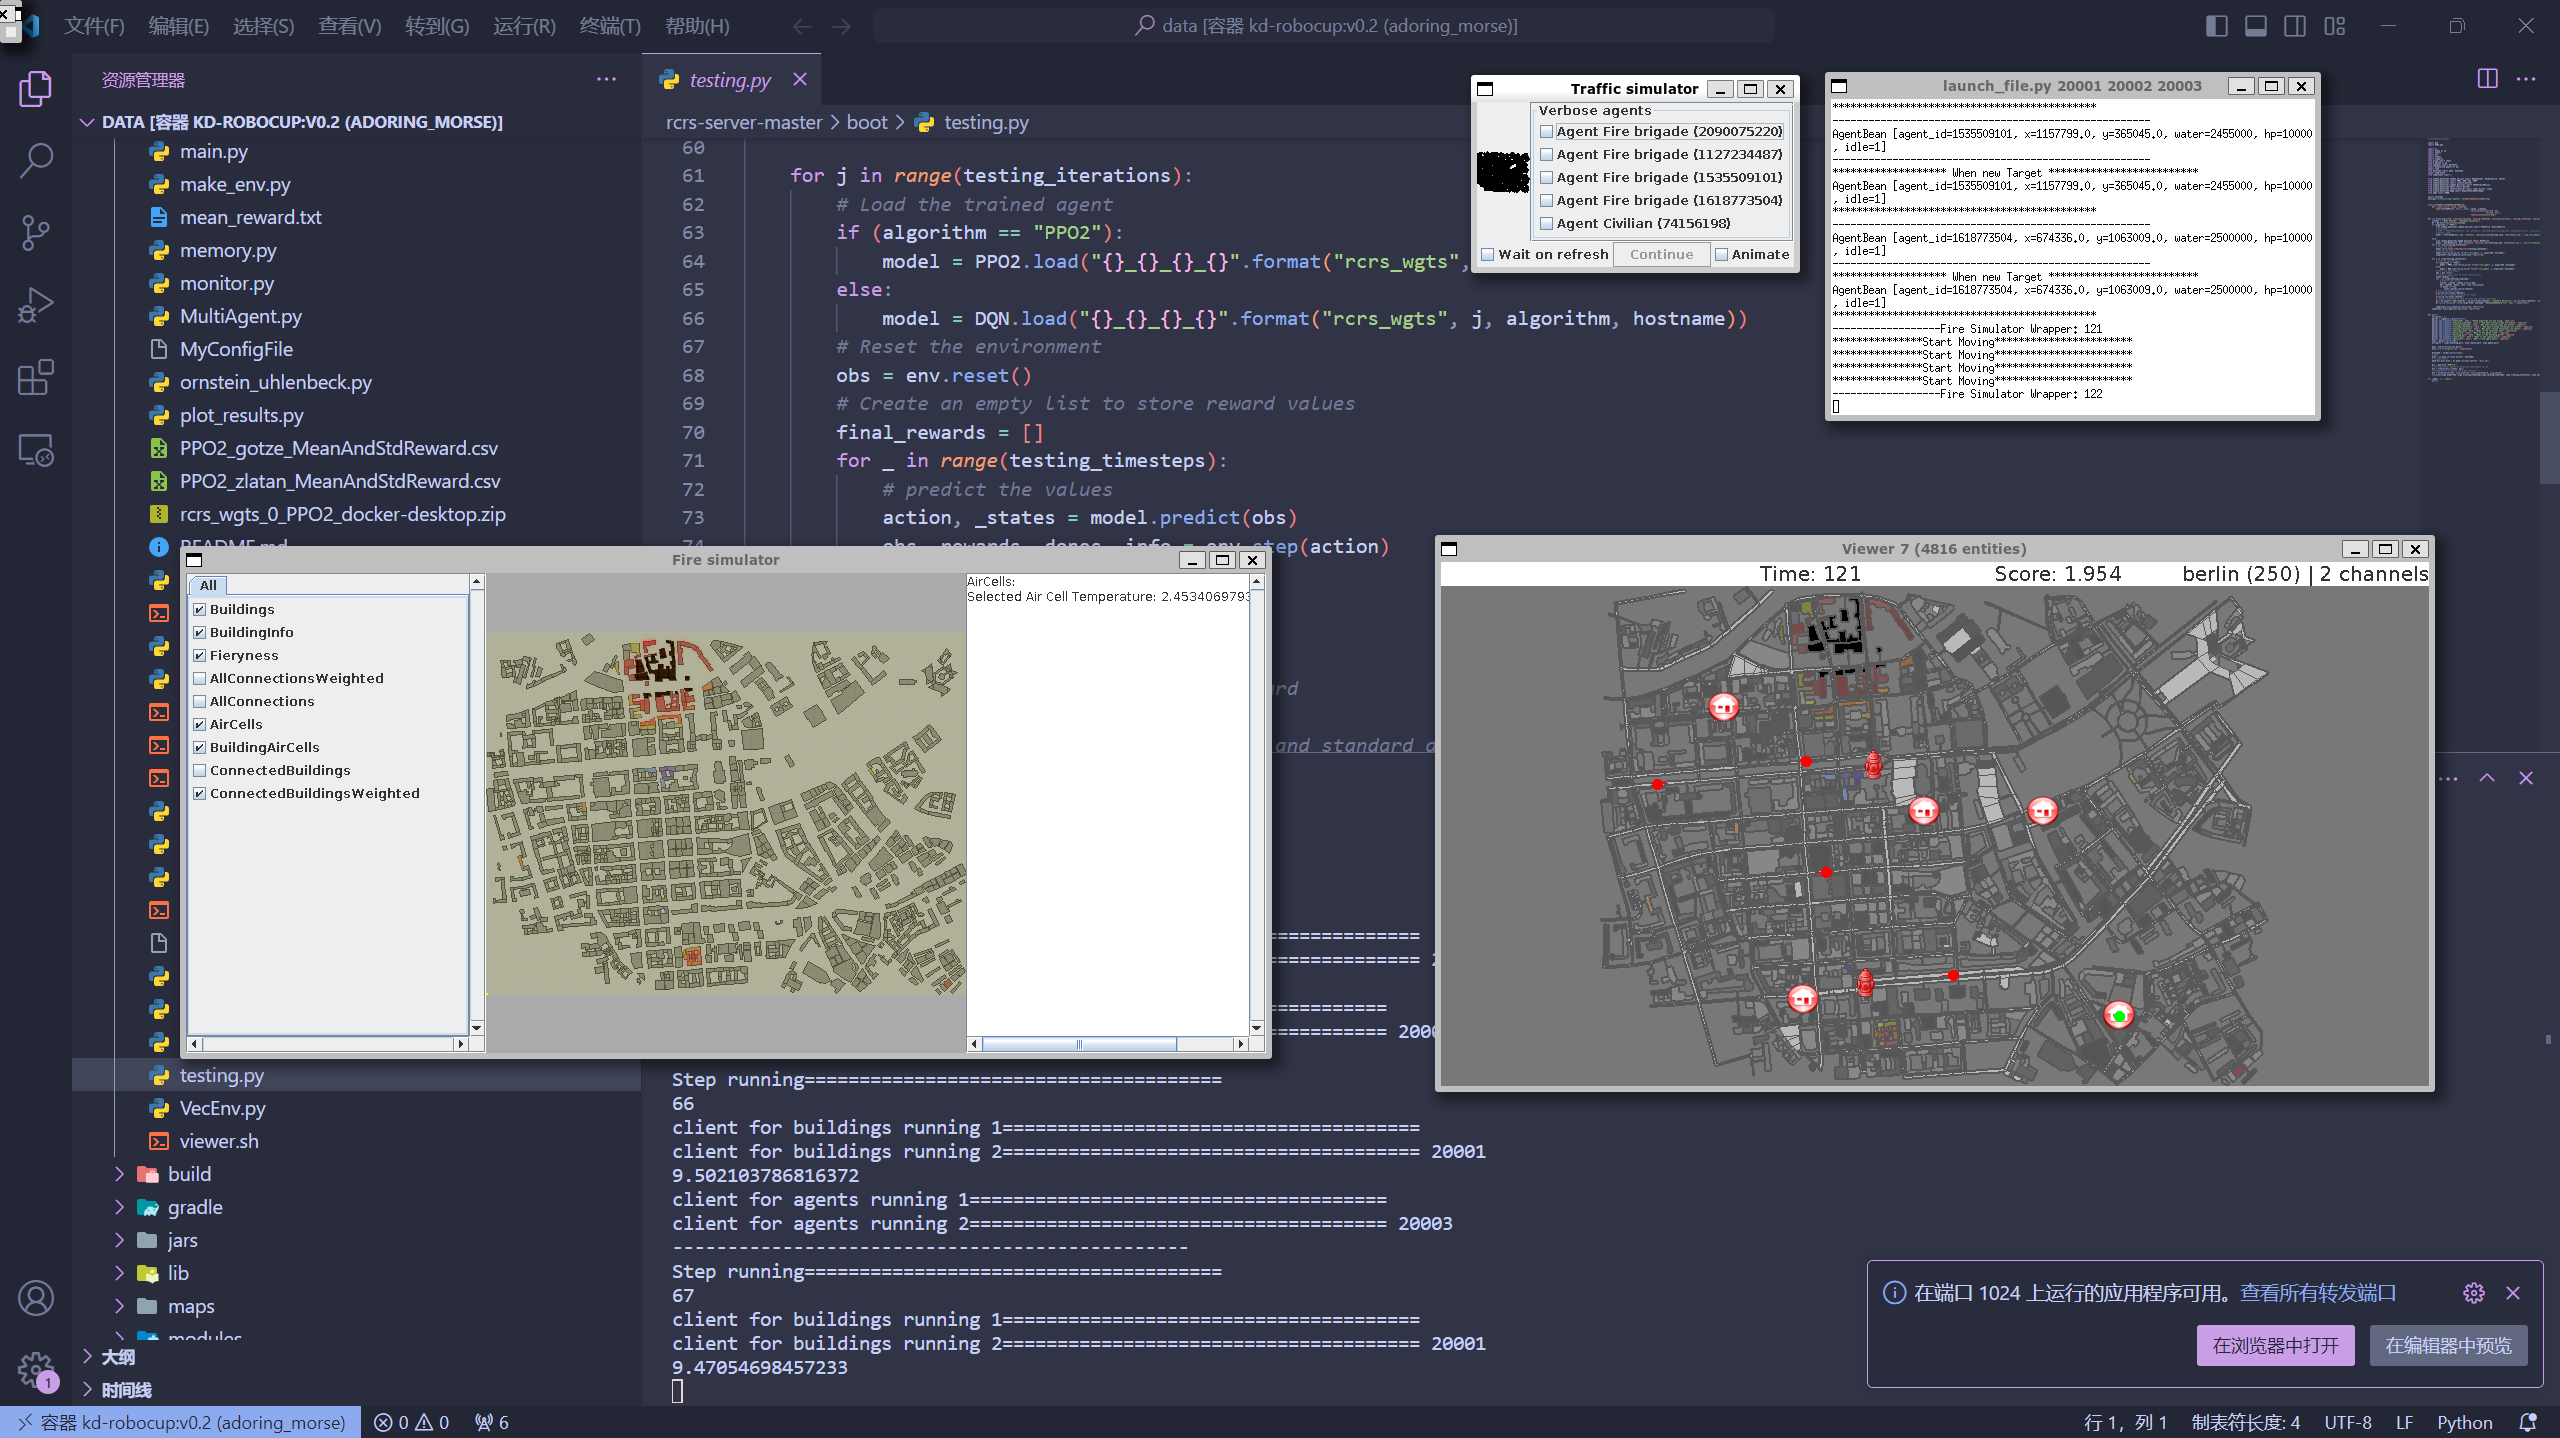 文件(F) 编辑(E) 选择(S) 查看(V) 转到(G) 运行(R) 终端(T) 帮助(H)
data [容器 kd-robocup:v0.2 (adoring_morse)]
资源管理器
DATA [容器 KD-ROBOCUP:V0.2 (ADORING_MORSE)]
main.py
make_env.py
mean_reward.txt
memory.py
monitor.py
MultiAgent.py
MyConfigFile
ornstein_uhlenbeck.py
plot_results.py
PPO2_gotze_MeanAndStdReward.csv
PPO2_zlatan_MeanAndStdReward.csv
rcrs_wgts_0_PPO2_docker-desktop.zip
README.md
testing.py
VecEnv.py
viewer.sh
build
gradle
jars
lib
maps
modules
大纲
时间线
testing.py
rcrs-server-master > boot > testing.py
60
61 for j in range(testing_iterations):
62 # Load the trained agent
63 if (algorithm == "PPO2"):
64 model = PPO2.load("{}_{}_{}_{}".format("rcrs_wgts",
65 else:
66 model = DQN.load("{}_{}_{}_{}".format("rcrs_wgts", j, algorithm, hostname))
67 # Reset the environment
68 obs = env.reset()
69 # Create an empty list to store reward values
70 final_rewards = []
71 for _ in range(testing_timesteps):
72 # predict the values
73 action, _states = model.predict(obs)
74 obs, rewards, dones, info = env.step(action)
and standard
Traffic simulator
Verbose agents
Agent Fire brigade (2090075220)
Agent Fire brigade (1127234487)
Agent Fire brigade (1535509101)
Agent Fire brigade (1618773504)
Agent Civilian (74156198)
Wait on refresh Continue Animate
launch_file.py 20001 20002 20003
********************************************
-----------------------------------------------------
AgentBean [agent_id=1535509101, x=1157799.0, y=365045.0, water=2455000, hp=10000
, idle=1]
-----------------------------------------------------
******************* When new Target *************************
AgentBean [agent_id=1535509101, x=1157799.0, y=365045.0, water=2455000, hp=10000
, idle=1]
********************************************
-----------------------------------------------------
AgentBean [agent_id=1618773504, x=674336.0, y=1063009.0, water=2500000, hp=10000
, idle=1]
-----------------------------------------------------
******************* When new Target *************************
AgentBean [agent_id=1618773504, x=674336.0, y=1063009.0, water=2500000, hp=10000
, idle=1]
********************************************
------------------Fire Simulator Wrapper: 121
***************Start Moving***********************
***************Start Moving***********************
***************Start Moving***********************
***************Start Moving***********************
------------------Fire Simulator Wrapper: 122
Fire simulator
All
Buildings
BuildingInfo
Fieryness
AllConnectionsWeighted
AllConnections
AirCells
BuildingAirCells
ConnectedBuildings
ConnectedBuildingsWeighted
AirCells:
Selected Air Cell Temperature: 2.4534069793
Viewer 7 (4816 entities)
Time: 121 Score: 1.954 berlin (250) | 2 channels
Step running======================================
66
client for buildings running 1======================================
client for buildings running 2====================================== 20001
9.502103786816372
client for agents running 1======================================
client for agents running 2====================================== 20003
-----------------------------------------------
Step running======================================
67
client for buildings running 1======================================
client for buildings running 2====================================== 20001
9.47054698457233
在端口 1024 上运行的应用程序可用。 查看所有转发端口
在浏览器中打开 在编辑器中预览
1
容器 kd-robocup:v0.2 (adoring_morse) 0 0 6
行 1，列 1 制表符长度: 4 UTF-8 LF Python